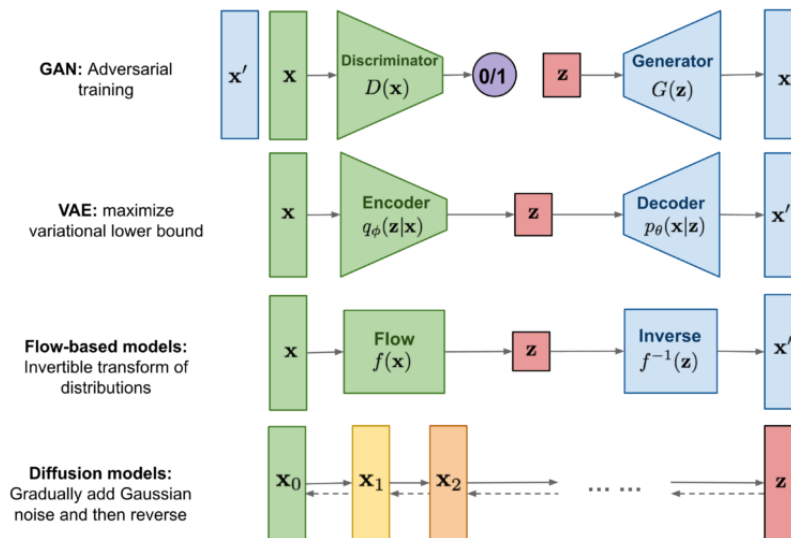 GAN: Adversarial
training
x′
x
Discriminator
D(x)
0/1
z
Generator
G(z)
x
VAE: maximize
variational lower bound
x
Encoder
qϕ(z|x)
z
Decoder
pθ(x|z)
x′
Flow-based models:
Invertible transform of
distributions
x
Flow
f(x)
z
Inverse
f⁻¹(z)
x′
Diffusion models:
Gradually add Gaussian
noise and then reverse
x₀
x₁
x₂
... ...
z